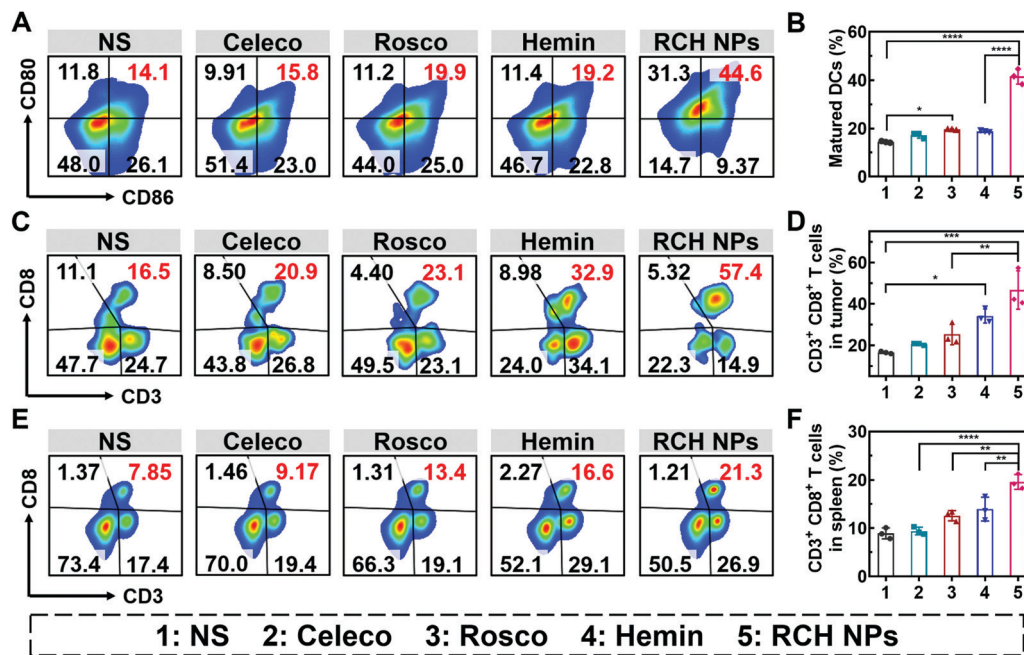 A
NS Celeco Rosco Hemin RCH NPs
CD80
11.8 14.1 9.91 15.8 11.2 19.9 11.4 19.2 31.3 44.6
48.0 26.1 51.4 23.0 44.0 25.0 46.7 22.8 14.7 9.37
CD86
B
Matured DCs (%)
60
40
20
0
**** **** *
1 2 3 4 5
C
NS Celeco Rosco Hemin RCH NPs
CD8
11.1 16.5 8.50 20.9 4.40 23.1 8.98 32.9 5.32 57.4
47.7 24.7 43.8 26.8 49.5 23.1 24.0 34.1 22.3 14.9
CD3
D
CD3+ CD8+ T cells
in tumor (%)
60
40
20
*** ** *
1 2 3 4 5
E
NS Celeco Rosco Hemin RCH NPs
CD8
1.37 7.85 1.46 9.17 1.31 13.4 2.27 16.6 1.21 21.3
73.4 17.4 70.0 19.4 66.3 19.1 52.1 29.1 50.5 26.9
CD3
F
CD3+ CD8+ T cells
in spleen (%)
30
20
10
0
**** ** **
1 2 3 4 5
1: NS 2: Celeco 3: Rosco 4: Hemin 5: RCH NPs